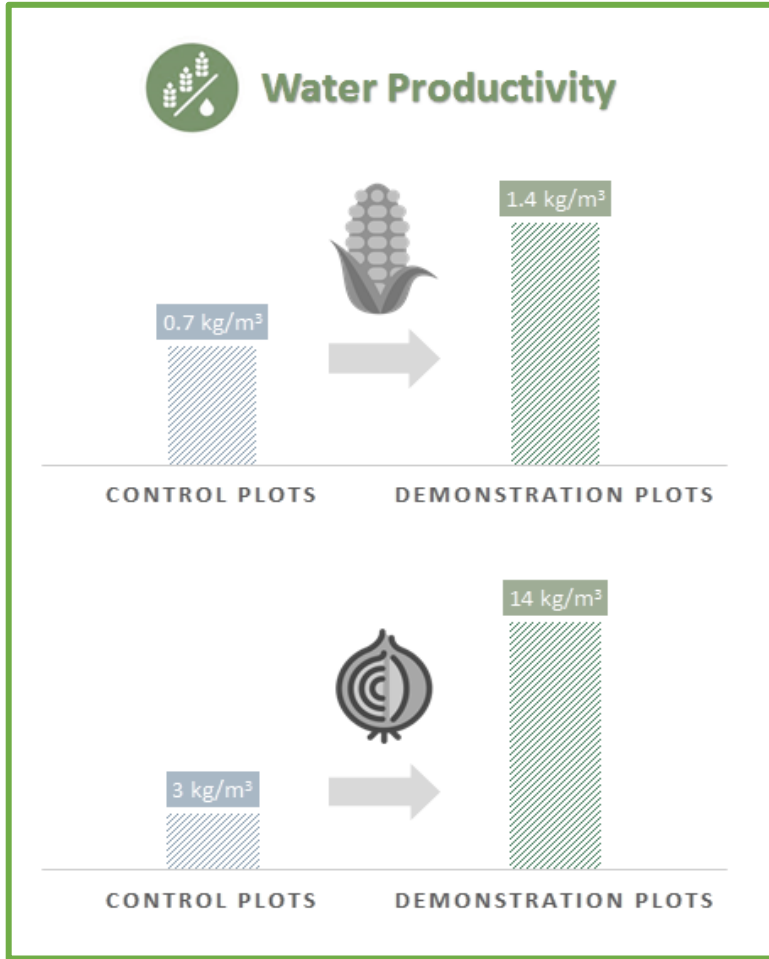 Water Productivity
1.4 kg/m³
0.7 kg/m³
CONTROL PLOTS
DEMONSTRATION PLOTS
14 kg/m³
3 kg/m³
CONTROL PLOTS
DEMONSTRATION PLOTS